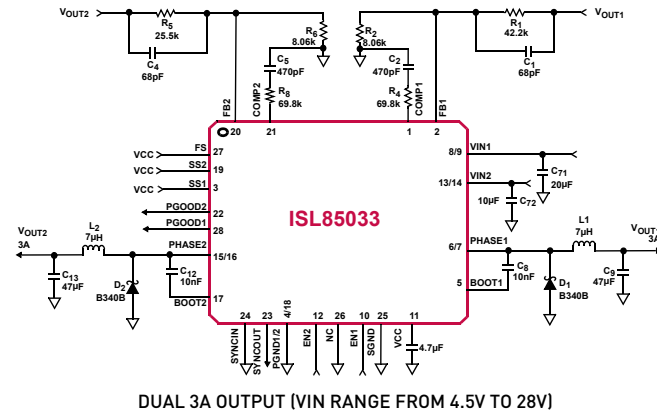 VOUT2
R5
25.5k
C4
68pF
R6
8.06k
C5
470pF
R8
69.8k
COMP2
FB2
R2
8.06k
C2
470pF
R4
69.8k
COMP1
FB1
R1
42.2k
C1
68pF
VOUT1
20
21
1
2
VCC
FS
27
VCC
SS2
19
VCC
SS1
3
PGOOD2
22
PGOOD1
28
ISL85033
8/9
VIN1
C71
20µF
13/14
VIN2
10µF
C72
VOUT2
3A
L2
7µH
PHASE2
15/16
C13
47µF
D2
B340B
C12
10nF
BOOT2
17
6/7
PHASE1
L1
7µH
VOUT1
3A
C8
10nF
5
BOOT1
D1
B340B
C9
47µF
24
23
4/18
12
26
10
25
11
SYNCIN
SYNCOUT
PGND1/2
EN2
NC
EN1
SGND
VCC
4.7µF
DUAL 3A OUTPUT (VIN RANGE FROM 4.5V TO 28V)